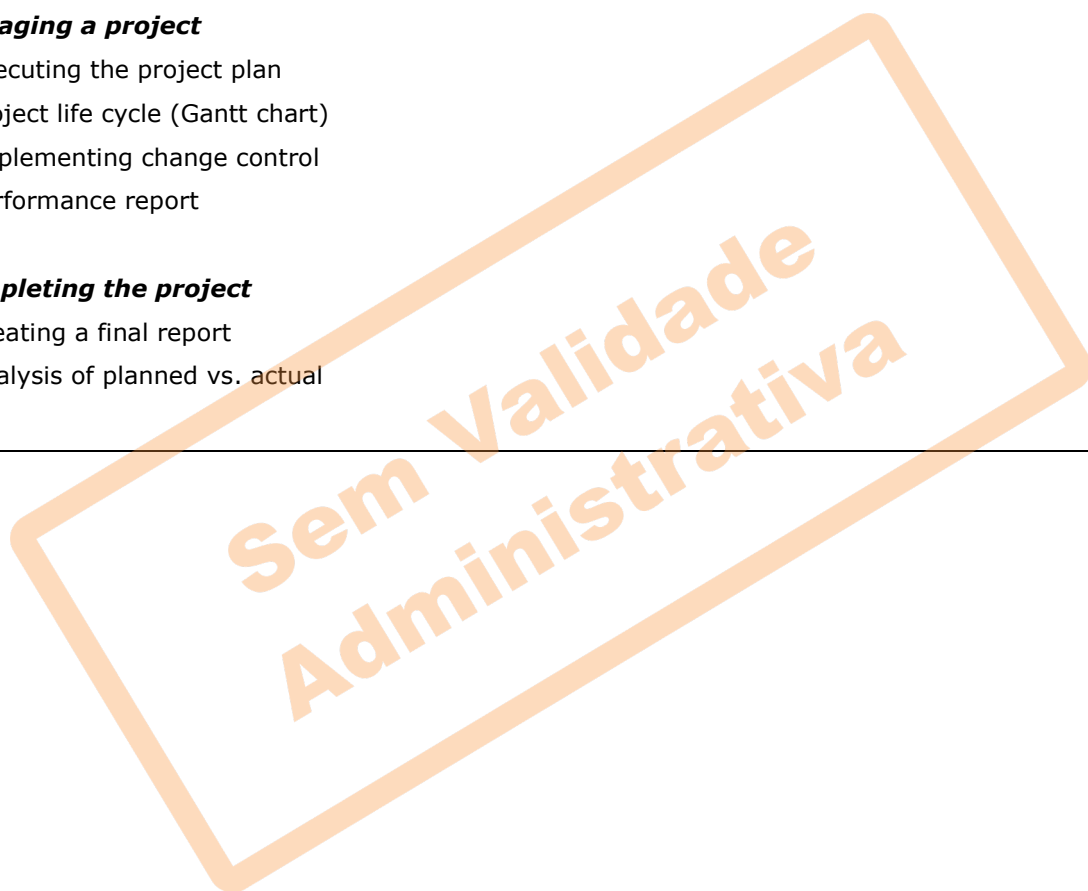 aging a project
ecuting the project plan
oject life cycle (Gantt chart)
plementing change control
rformance report
pleting the project
eating a final report
alysis of planned vs. actual
Sem Validade
Administrativa